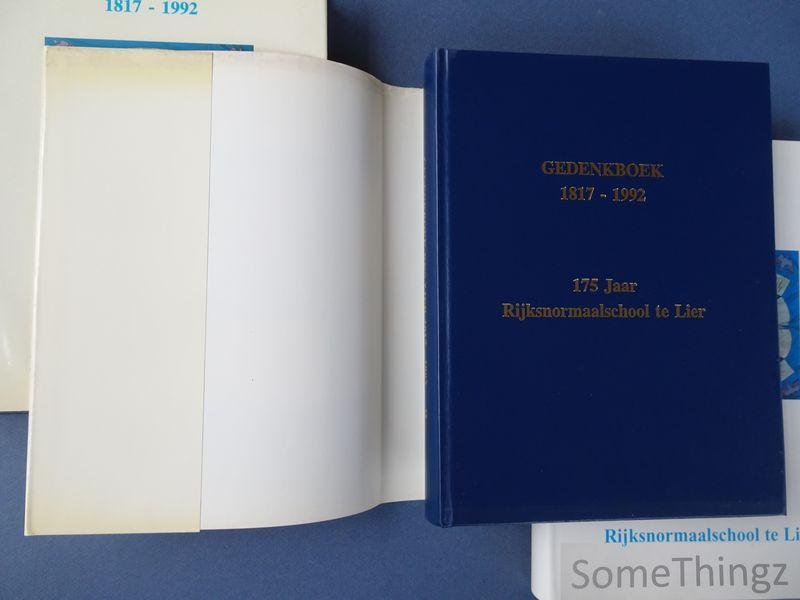 1817 - 1992
GEDENKBOEK
1817 - 1992
175 Jaar
Rijksnormaalschool te Lier
Rijksnormaalschool te Li
SomeThingz